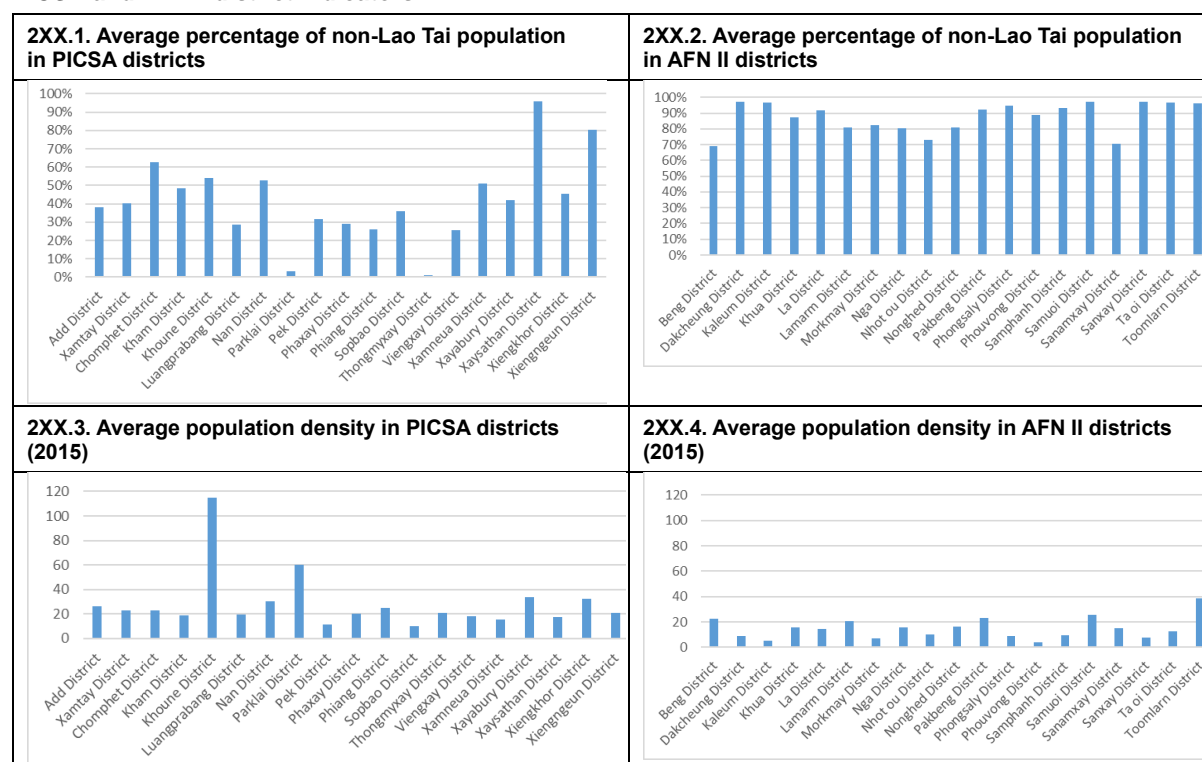 2XX.1. Average percentage of non-Lao Tai population
in PICSA districts
100%
90%
80%
70%
60%
50%
40%
30%
20%
10%
0%
Add District
Xamtay District
Chomphet District
Kham District
Khoune District
Luangprabang District
Nan District
Parklai District
Pek District
Phaxay District
Phiang District
Sopbao District
Thongmyxay District
Viengxay District
Xamneua District
Xayabury District
Xaysathan District
Xiengkhor District
Xiengngeun District
2XX.2. Average percentage of non-Lao Tai population
in AFN II districts
100%
90%
80%
70%
60%
50%
40%
30%
20%
10%
0%
Beng District
Dakcheung District
Kaleum District
Khua District
La District
Lamarm District
Morkmay District
Nga District
Nhot ou District
Nonghed District
Pakbeng District
Phongsaly District
Phouvong District
Samphanh District
Samuoi District
Sanamxay District
Sanxay District
Ta oi District
Toomlarn District
2XX.3. Average population density in PICSA districts
(2015)
120
100
80
60
40
20
0
Add District
Xamtay District
Chomphet District
Kham District
Khoune District
Luangprabang District
Nan District
Parklai District
Pek District
Phaxay District
Phiang District
Sopbao District
Thongmyxay District
Viengxay District
Xamneua District
Xayabury District
Xaysathan District
Xiengkhor District
Xiengngeun District
2XX.4. Average population density in AFN II districts
(2015)
120
100
80
60
40
20
0
Beng District
Dakcheung District
Kaleum District
Khua District
La District
Lamarm District
Morkmay District
Nga District
Nhot ou District
Nonghed District
Pakbeng District
Phongsaly District
Phouvong District
Samphanh District
Samuoi District
Sanamxay District
Sanxay District
Ta oi District
Toomlarn District